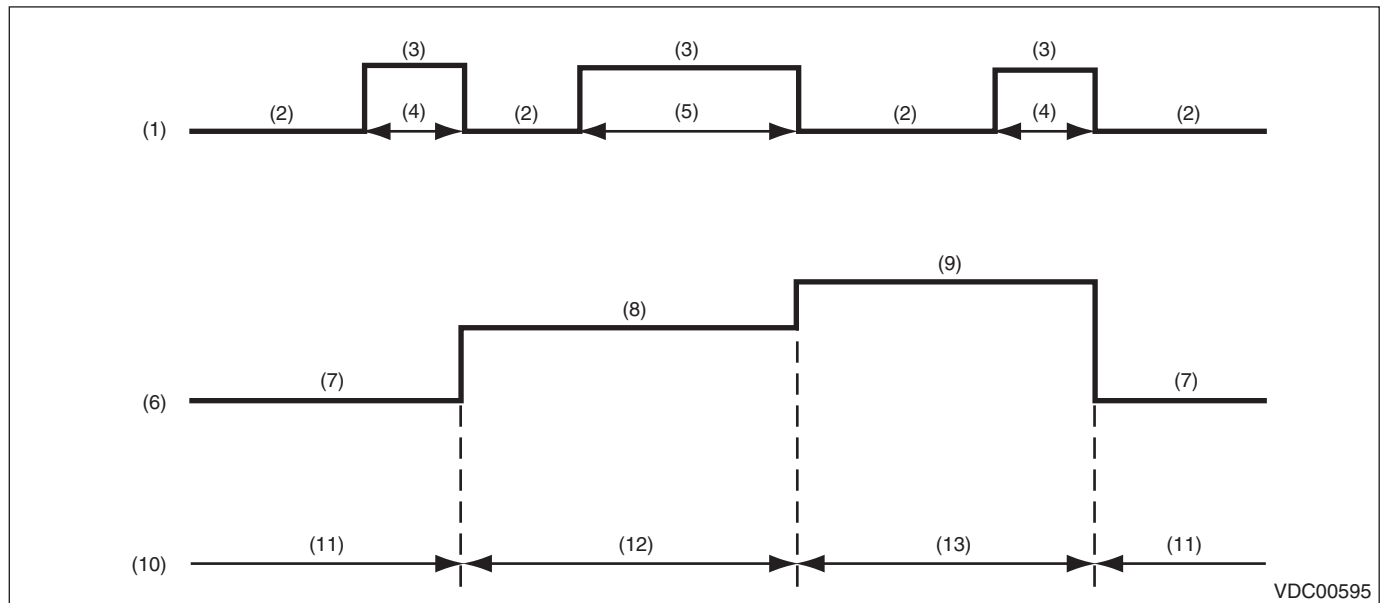 (3) (3) (3)
(1) (2) (4) (2) (5) (2) (4) (2)
(9)
(8)
(6) (7) (7)
(10) (11) (12) (13) (11)
VDC00595